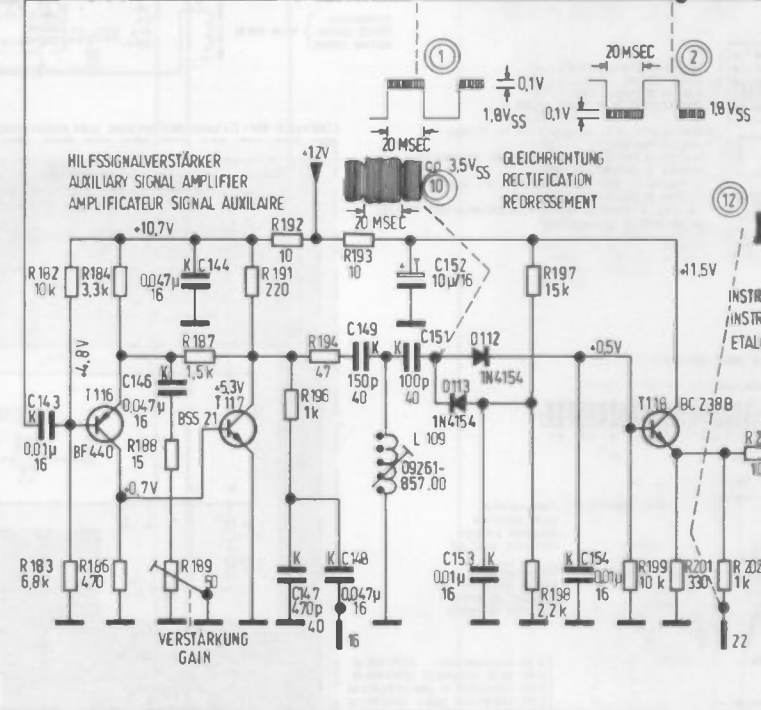 1
20 MSEC
2
0,1V
1,8VSS
20 MSEC
0,1V
1,8VSS
+12V
HILFSSIGNALVERSTÄRKER
AUXILIARY SIGNAL AMPLIFIER
AMPLIFICATEUR SIGNAL AUXILAIRE
ca 3,5VSS
10
20 MSEC
GLEICHRICHTUNG
RECTIFICATION
REDRESSEMENT
12
+10,7V
R192
10
R193
10
R182
10k
R184
3,3k
K C144
0,047µ
16
R191
220
+ C152
10µ/16
R197
15k
+11,5V
INSTR
INSTR
ETAL
+4,8V
R187
1,5k
R194
47
C149
K
150p
40
C151
K
100p
40
D112
1N4154
+0,5V
K
C146
0,047µ
16
+5,3V
T117
BSS 21
R196
1k
D113
1N4154
T118
BC 238B
C143
K
0,01µ
16
T116
BF440
R188
15
L 109
09261-
857.00
+0,7V
R183
6,8k
R186
470
R189
50
K
C147
470p
40
K C148
0,047µ
16
C153 K
0,01µ
16
R198
2,2k
K C154
0,01µ
16
R199
10k
R201
330
R202
1k
VERSTÄRKUNG
GAIN
16
22